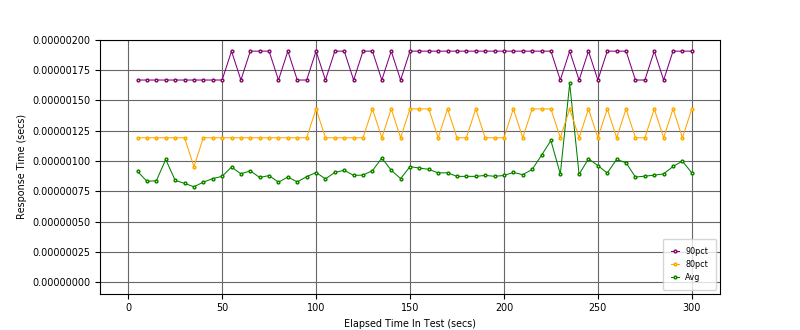 0.00000200
0.00000175
0.00000150
0.00000125
0.00000100
0.00000075
0.00000050
0.00000025
0.00000000
Response Time (secs)
90pct
80pct
Avg
0 50 100 150 200 250 300
Elapsed Time In Test (secs)